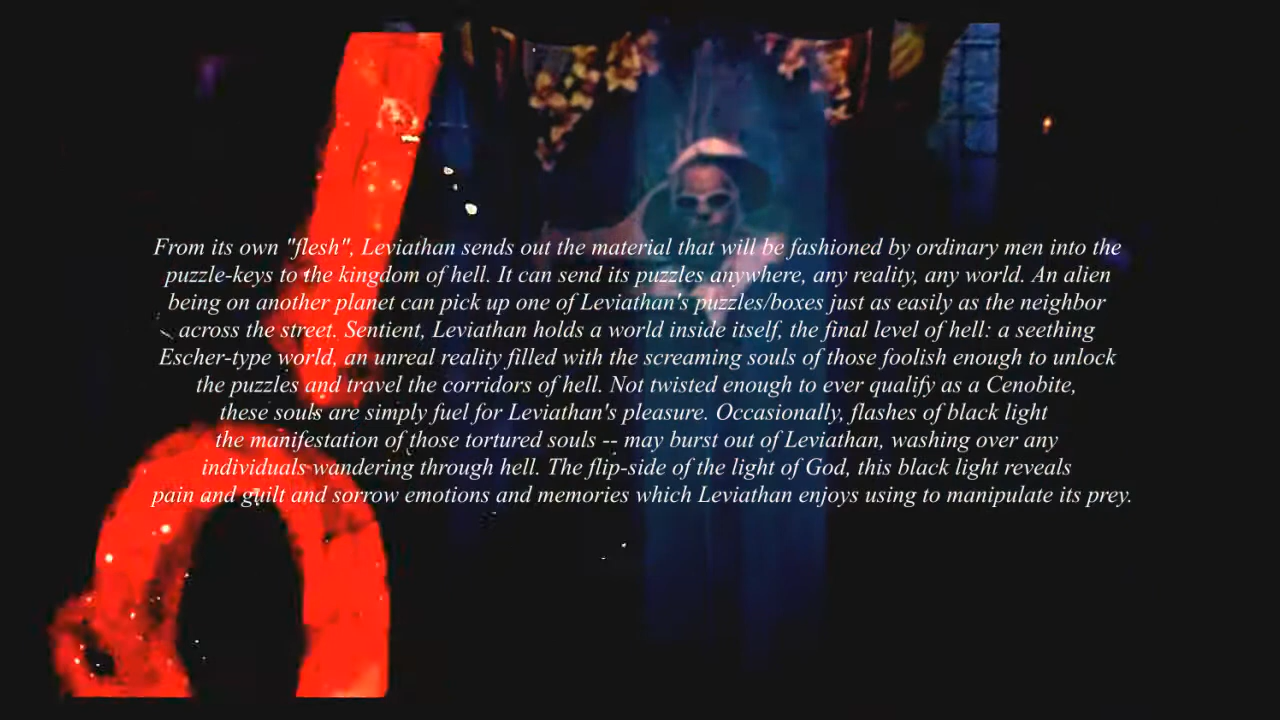 From its own "flesh", Leviathan sends out the material that will be fashioned by ordinary men into the
puzzle-keys to the kingdom of hell. It can send its puzzles anywhere, any reality, any world. An alien
being on another planet can pick up one of Leviathan's puzzles/boxes just as easily as the neighbor
across the street. Sentient, Leviathan holds a world inside itself, the final level of hell: a seething
Escher-type world, an unreal reality filled with the screaming souls of those foolish enough to unlock
the puzzles and travel the corridors of hell. Not twisted enough to ever qualify as a Cenobite,
these souls are simply fuel for Leviathan's pleasure. Occasionally, flashes of black light
the manifestation of those tortured souls -- may burst out of Leviathan, washing over any
individuals wandering through hell. The flip-side of the light of God, this black light reveals
pain and guilt and sorrow emotions and memories which Leviathan enjoys using to manipulate its prey.